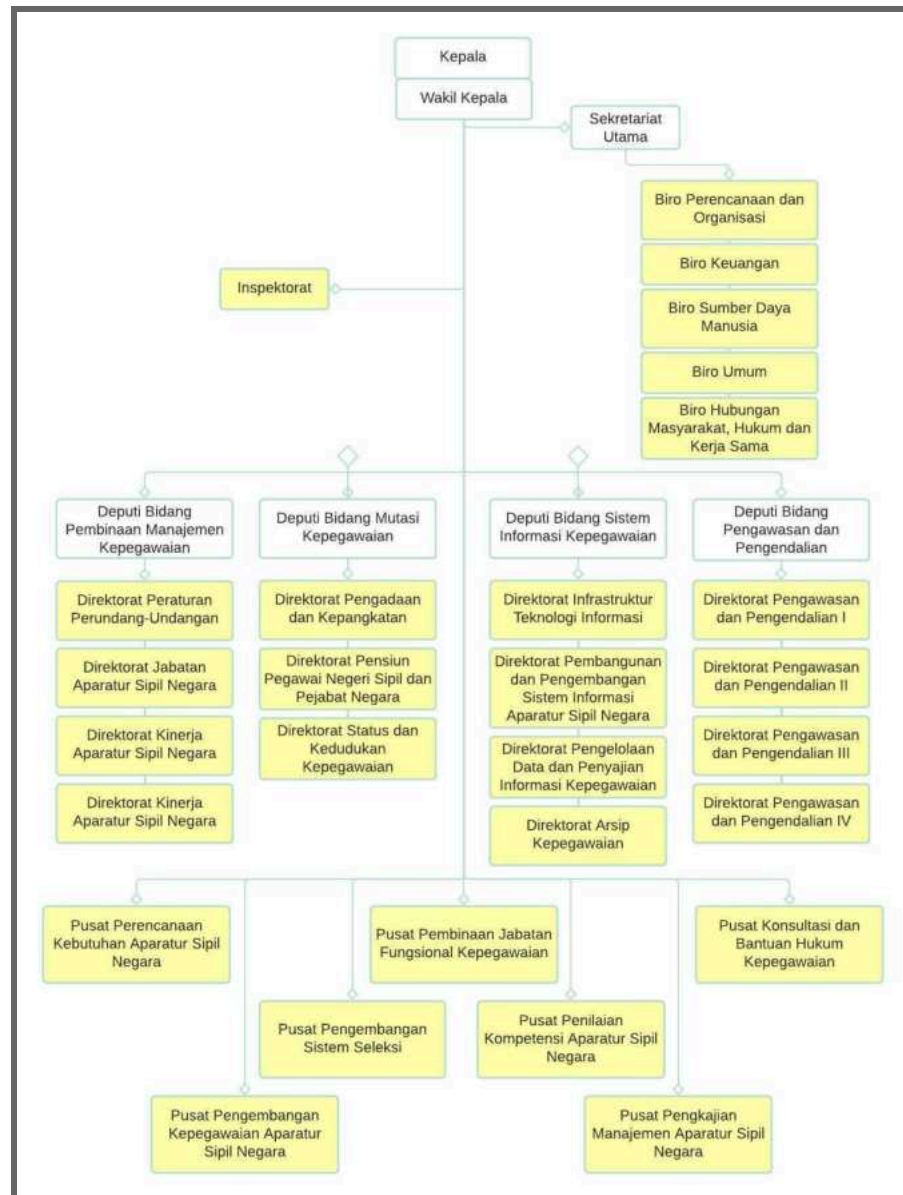 Kepala
Wakil Kepala
Sekretariat
Utama
Biro Perencanaan dan
Organisasi
Biro Keuangan
Inspektorat
Biro Sumber Daya
Manusia
Biro Umum
Biro Hubungan
Masyarakat, Hukum dan
Kerja Sama
Deputi Bidang
Pembinaan Manajemen
Kepegawaian
Deputi Bidang Mutasi
Kepegawaian
Deputi Bidang Sistem
Informasi Kepegawaian
Deputi Bidang
Pengawasan dan
Pengendalian
Direktorat Peraturan
Perundang-Undangan
Direktorat Jabatan
Aparatur Sipil Negara
Direktorat Kinerja
Aparatur Sipil Negara
Direktorat Kinerja
Aparatur Sipil Negara
Direktorat Pengadaan
dan Kepangkatan
Direktorat Pensiun
Pegawai Negeri Sipil dan
Pejabat Negara
Direktorat Status dan
Kedudukan
Kepegawaian
Direktorat Infrastruktur
Teknologi Informasi
Direktorat Pembangunan
dan Pengembangan
Sistem Informasi
Aparatur Sipil Negara
Direktorat Pengelolaan
Data dan Penyajian
Informasi Kepegawaian
Direktorat Arsip
Kepegawaian
Direktorat Pengawasan
dan Pengendalian I
Direktorat Pengawasan
dan Pengendalian II
Direktorat Pengawasan
dan Pengendalian III
Direktorat Pengawasan
dan Pengendalian IV
Pusat Perencanaan
Kebutuhan Aparatur Sipil
Negara
Pusat Pembinaan Jabatan
Fungsional Kepegawaian
Pusat Konsultasi dan
Bantuan Hukum
Kepegawaian
Pusat Pengembangan
Sistem Seleksi
Pusat Penilaian
Kompetensi Aparatur Sipil
Negara
Pusat Pengembangan
Kepegawaian Aparatur
Sipil Negara
Pusat Pengkajian
Manajemen Aparatur Sipil
Negara